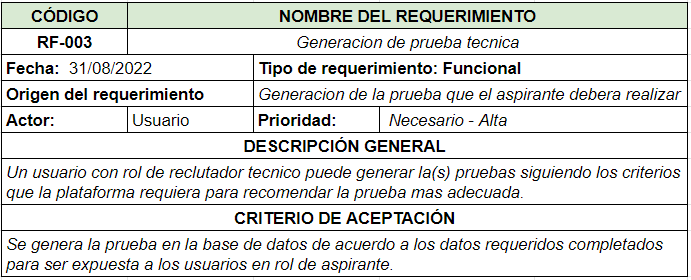 CÓDIGO NOMBRE DEL REQUERIMIENTO
RF-003 Generacion de prueba tecnica
Fecha: 31/08/2022 Tipo de requerimiento: Funcional
Origen del requerimiento Generacion de la prueba que el aspirante debera realizar
Actor: Usuario Prioridad: Necesario - Alta
DESCRIPCIÓN GENERAL
Un usuario con rol de reclutador tecnico puede generar la(s) pruebas siguiendo los criterios
que la plataforma requiera para recomendar la prueba mas adecuada.
CRITERIO DE ACEPTACIÓN
Se genera la prueba en la base de datos de acuerdo a los datos requeridos completados
para ser expuesta a los usuarios en rol de aspirante.